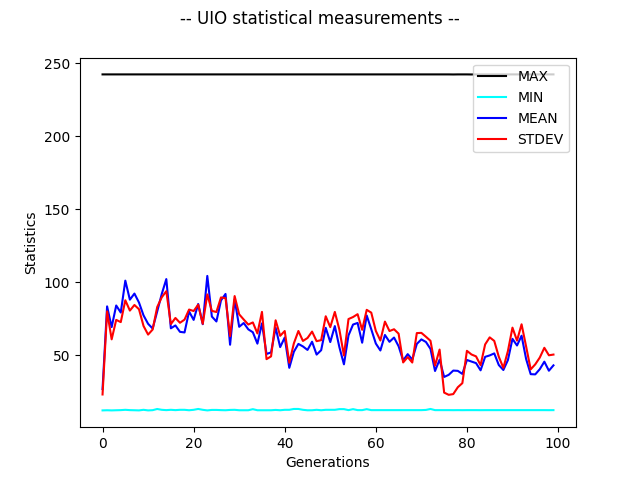 -- UIO statistical measurements --
250
200
150
100
50
Statistics
MAX
MIN
MEAN
STDEV
0 20 40 60 80 100
Generations